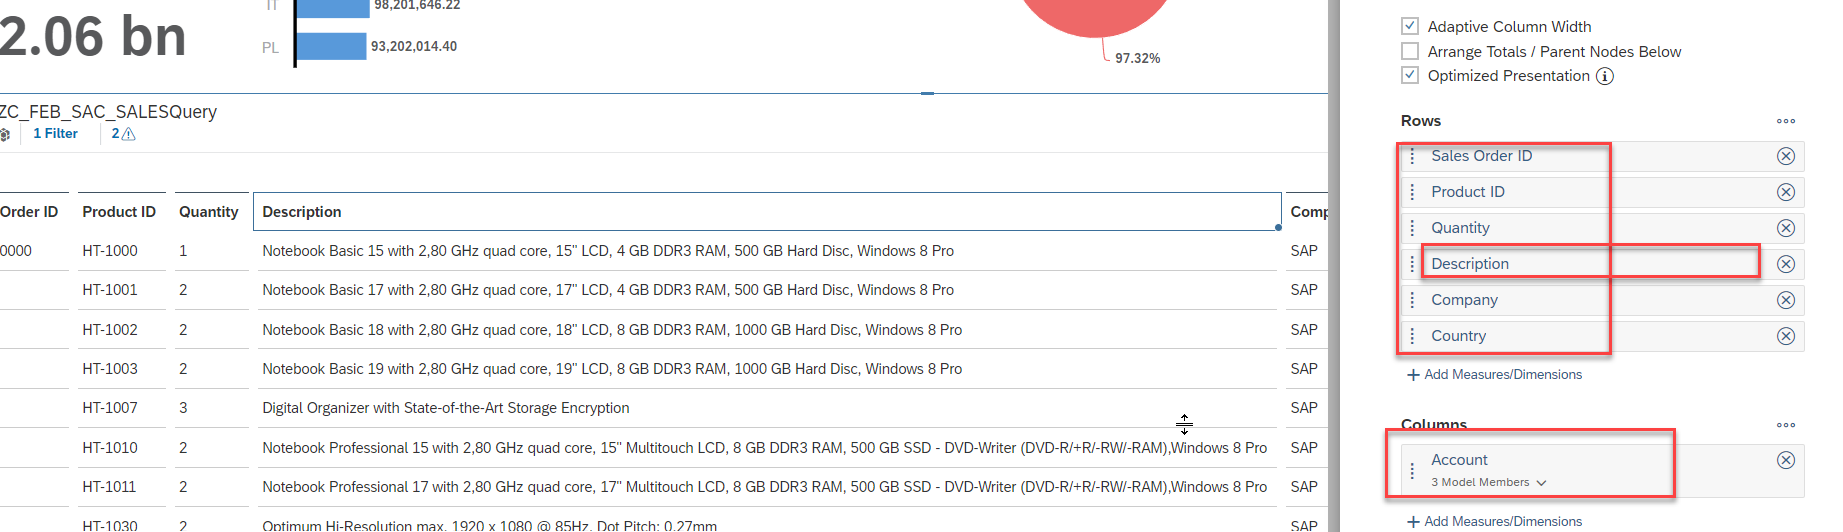 IT 98,201,646.22
2.06 bn
PL 93,202,014.40
97.32%
ZC_FEB_SAC_SALESQuery
1 Filter 2
Order ID Product ID Quantity Description Comp
0000 HT-1000 1 Notebook Basic 15 with 2,80 GHz quad core, 15" LCD, 4 GB DDR3 RAM, 500 GB Hard Disc, Windows 8 Pro SAP
HT-1001 2 Notebook Basic 17 with 2,80 GHz quad core, 17" LCD, 4 GB DDR3 RAM, 500 GB Hard Disc, Windows 8 Pro SAP
HT-1002 2 Notebook Basic 18 with 2,80 GHz quad core, 18" LCD, 8 GB DDR3 RAM, 1000 GB Hard Disc, Windows 8 Pro SAP
HT-1003 2 Notebook Basic 19 with 2,80 GHz quad core, 19" LCD, 8 GB DDR3 RAM, 1000 GB Hard Disc, Windows 8 Pro SAP
HT-1007 3 Digital Organizer with State-of-the-Art Storage Encryption SAP
HT-1010 2 Notebook Professional 15 with 2,80 GHz quad core, 15" Multitouch LCD, 8 GB DDR3 RAM, 500 GB SSD - DVD-Writer (DVD-R/+R/-RW/-RAM),Windows 8 Pro SAP
HT-1011 2 Notebook Professional 17 with 2,80 GHz quad core, 17" Multitouch LCD, 8 GB DDR3 RAM, 500 GB SSD - DVD-Writer (DVD-R/+R/-RW/-RAM),Windows 8 Pro SAP
HT-1030 2 Optimum Hi-Resolution max. 1920 x 1080 @ 85Hz, Dot Pitch: 0.27mm SAP
Adaptive Column Width
Arrange Totals / Parent Nodes Below
Optimized Presentation
Rows
Sales Order ID
Product ID
Quantity
Description
Company
Country
+ Add Measures/Dimensions
Columns
Account
3 Model Members
+ Add Measures/Dimensions